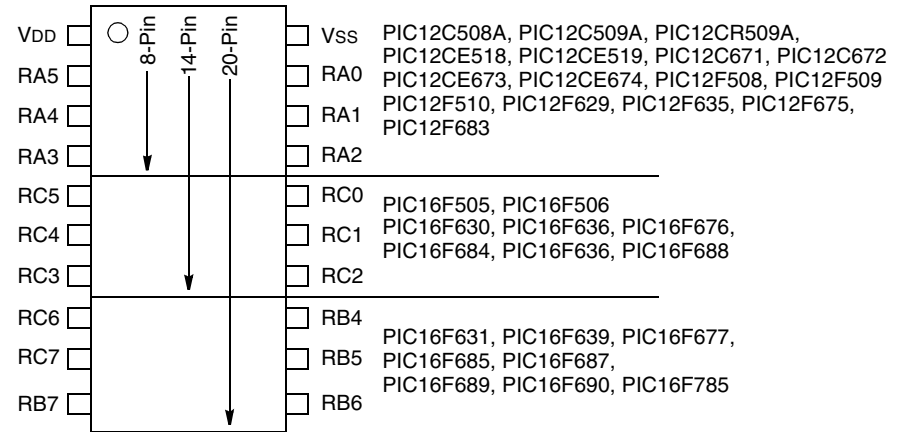 VDD
RA5
RA4
RA3
RC5
RC4
RC3
RC6
RC7
RB7
8-Pin
14-Pin
20-Pin
VSS
RA0
RA1
RA2
RC0
RC1
RC2
RB4
RB5
RB6
PIC12C508A, PIC12C509A, PIC12CR509A,
PIC12CE518, PIC12CE519, PIC12C671, PIC12C672
PIC12CE673, PIC12CE674, PIC12F508, PIC12F509
PIC12F510, PIC12F629, PIC12F635, PIC12F675,
PIC12F683
PIC16F505, PIC16F506
PIC16F630, PIC16F636, PIC16F676,
PIC16F684, PIC16F636, PIC16F688
PIC16F631, PIC16F639, PIC16F677,
PIC16F685, PIC16F687,
PIC16F689, PIC16F690, PIC16F785